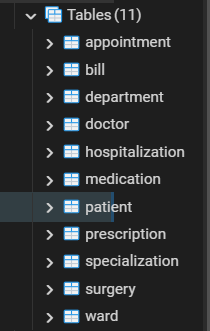 Tables (11)
appointment
bill
department
doctor
hospitalization
medication
patient
prescription
specialization
surgery
ward